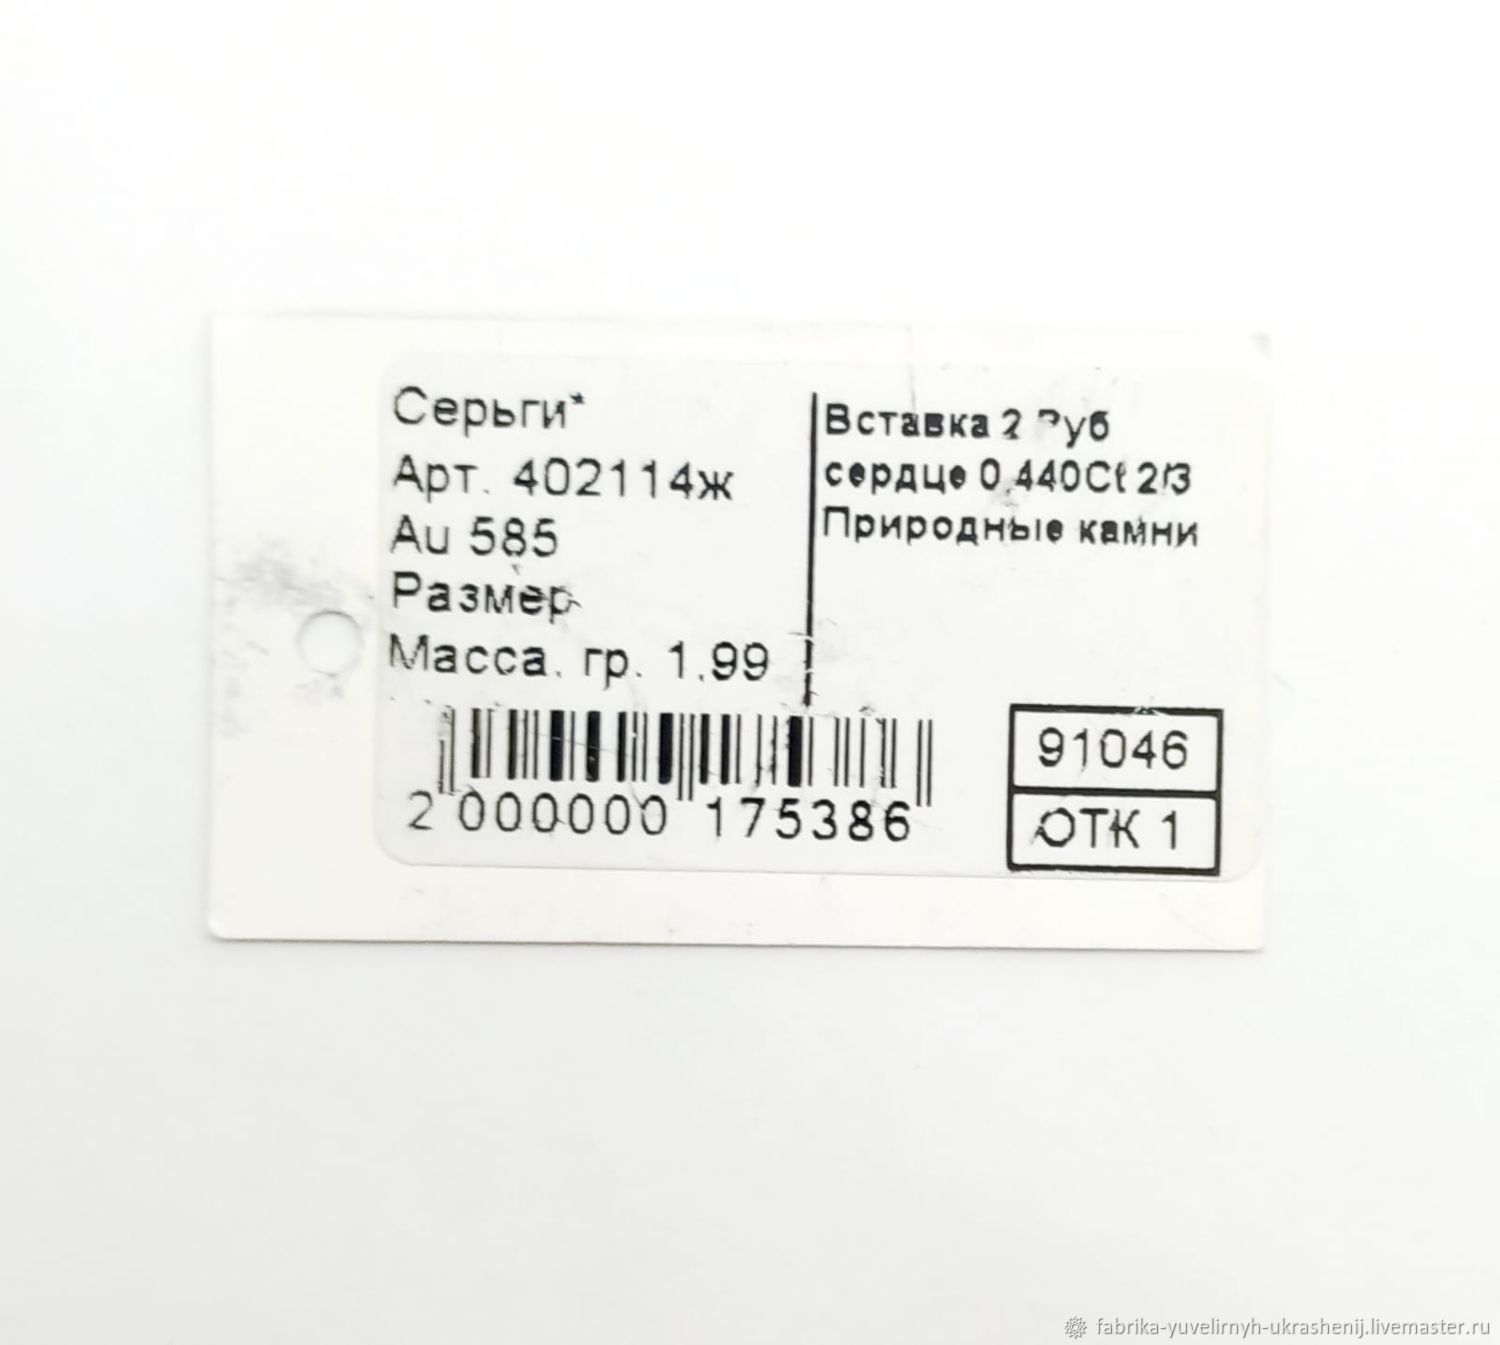 Серьги*
Арт. 402114ж
Au 585
Размер
Масса. гр. 1.99
Вставка 2 Руб
сердце 0.440Ct 2/3
Природные камни
2 000000 175386
91046
ОТК 1
fabrika-yuvelirnyh-ukrashenij.livemaster.ru